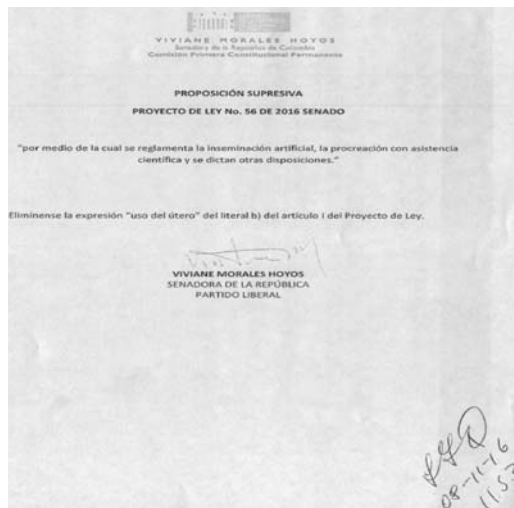 VIVIANE MORALES HOYOS
Senadora de la República de Colombia
Comisión Primera Constitucional Permanente
PROPOSICIÓN SUPRESIVA
PROYECTO DE LEY No. 56 DE 2016 SENADO
"por medio de la cual se reglamenta la inseminación artificial, la procreación con asistencia
científica y se dictan otras disposiciones."
Elimínense la expresión "uso del útero" del literal b) del artículo I del Proyecto de Ley.
VIVIANE MORALES HOYOS
SENADORA DE LA REPÚBLICA
PARTIDO LIBERAL
08-11-16